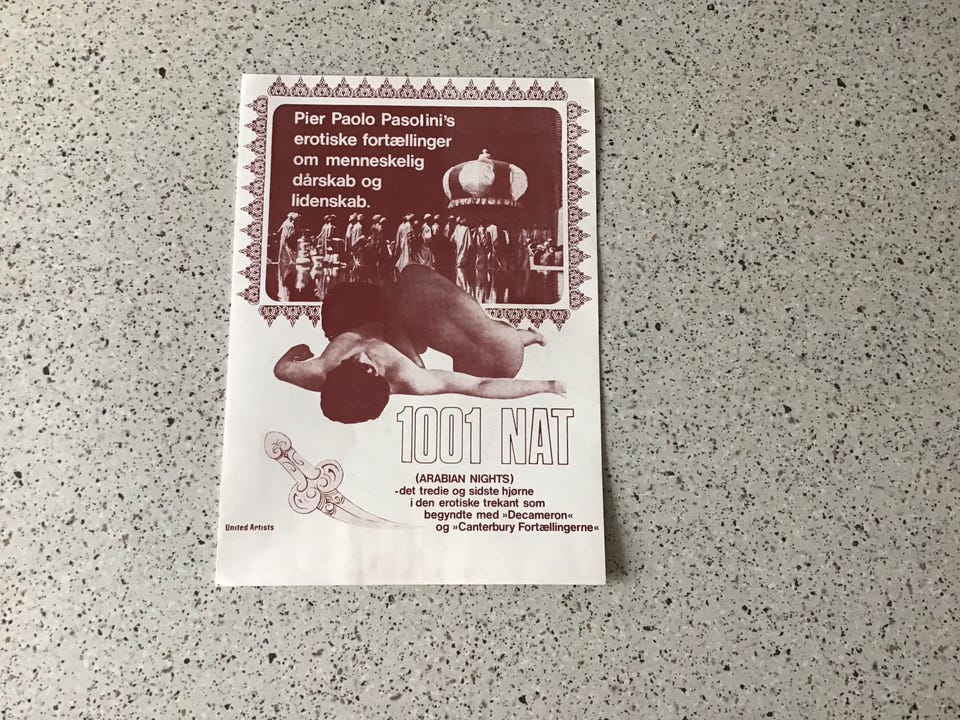 Pier Paolo Pasolini's
erotiske fortællinger
om menneskelig
dårskab og
lidenskab.
1001 NAT
(ARABIAN NIGHTS)
-det tredie og sidste hjørne
i den erotiske trekant som
begyndte med »Decameron«
og »Canterbury Fortællingerne«
United Artists